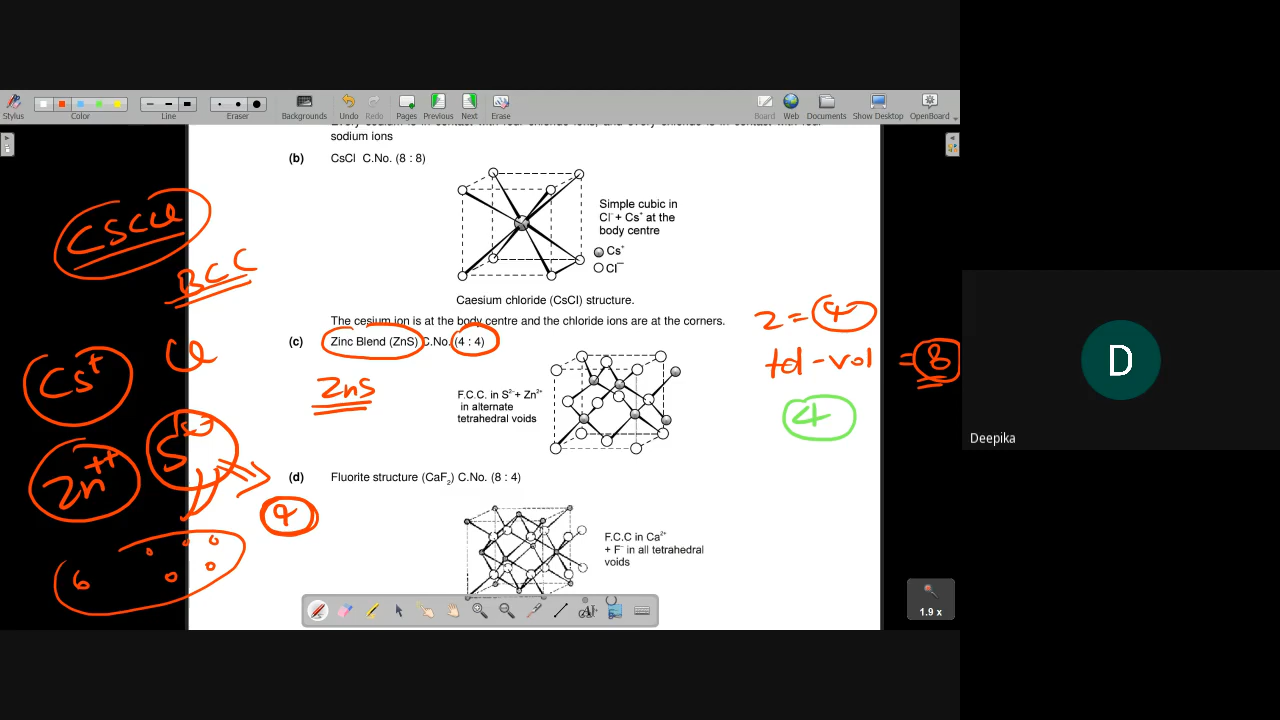 Stylus
Color
Line
Eraser
Backgrounds
Undo
Redo
Pages
Previous
Next
Erase
Board
Web
Documents
Show Desktop
OpenBoard
sodium ions
(b) CsCl C.No. (8 : 8)
Simple cubic in
Cl⁻ + Cs⁺ at the
body centre
Cs⁺
Cl⁻
Caesium chloride (CsCl) structure.
The cesium ion is at the body centre and the chloride ions are at the corners.
(c) Zinc Blend (ZnS) C.No. (4 : 4)
F.C.C. in S²⁻ + Zn²⁺
in alternate
tetrahedral voids
(d) Fluorite structure (CaF₂) C.No. (8 : 4)
F.C.C in Ca²⁺
+ F⁻ in all tetrahedral
voids
CSCU
BCC
Cs⁺
Cl
ZnS
Zn⁺⁺
4
Z = 4
td - vol = 8
4
1.9 x
D
Deepika